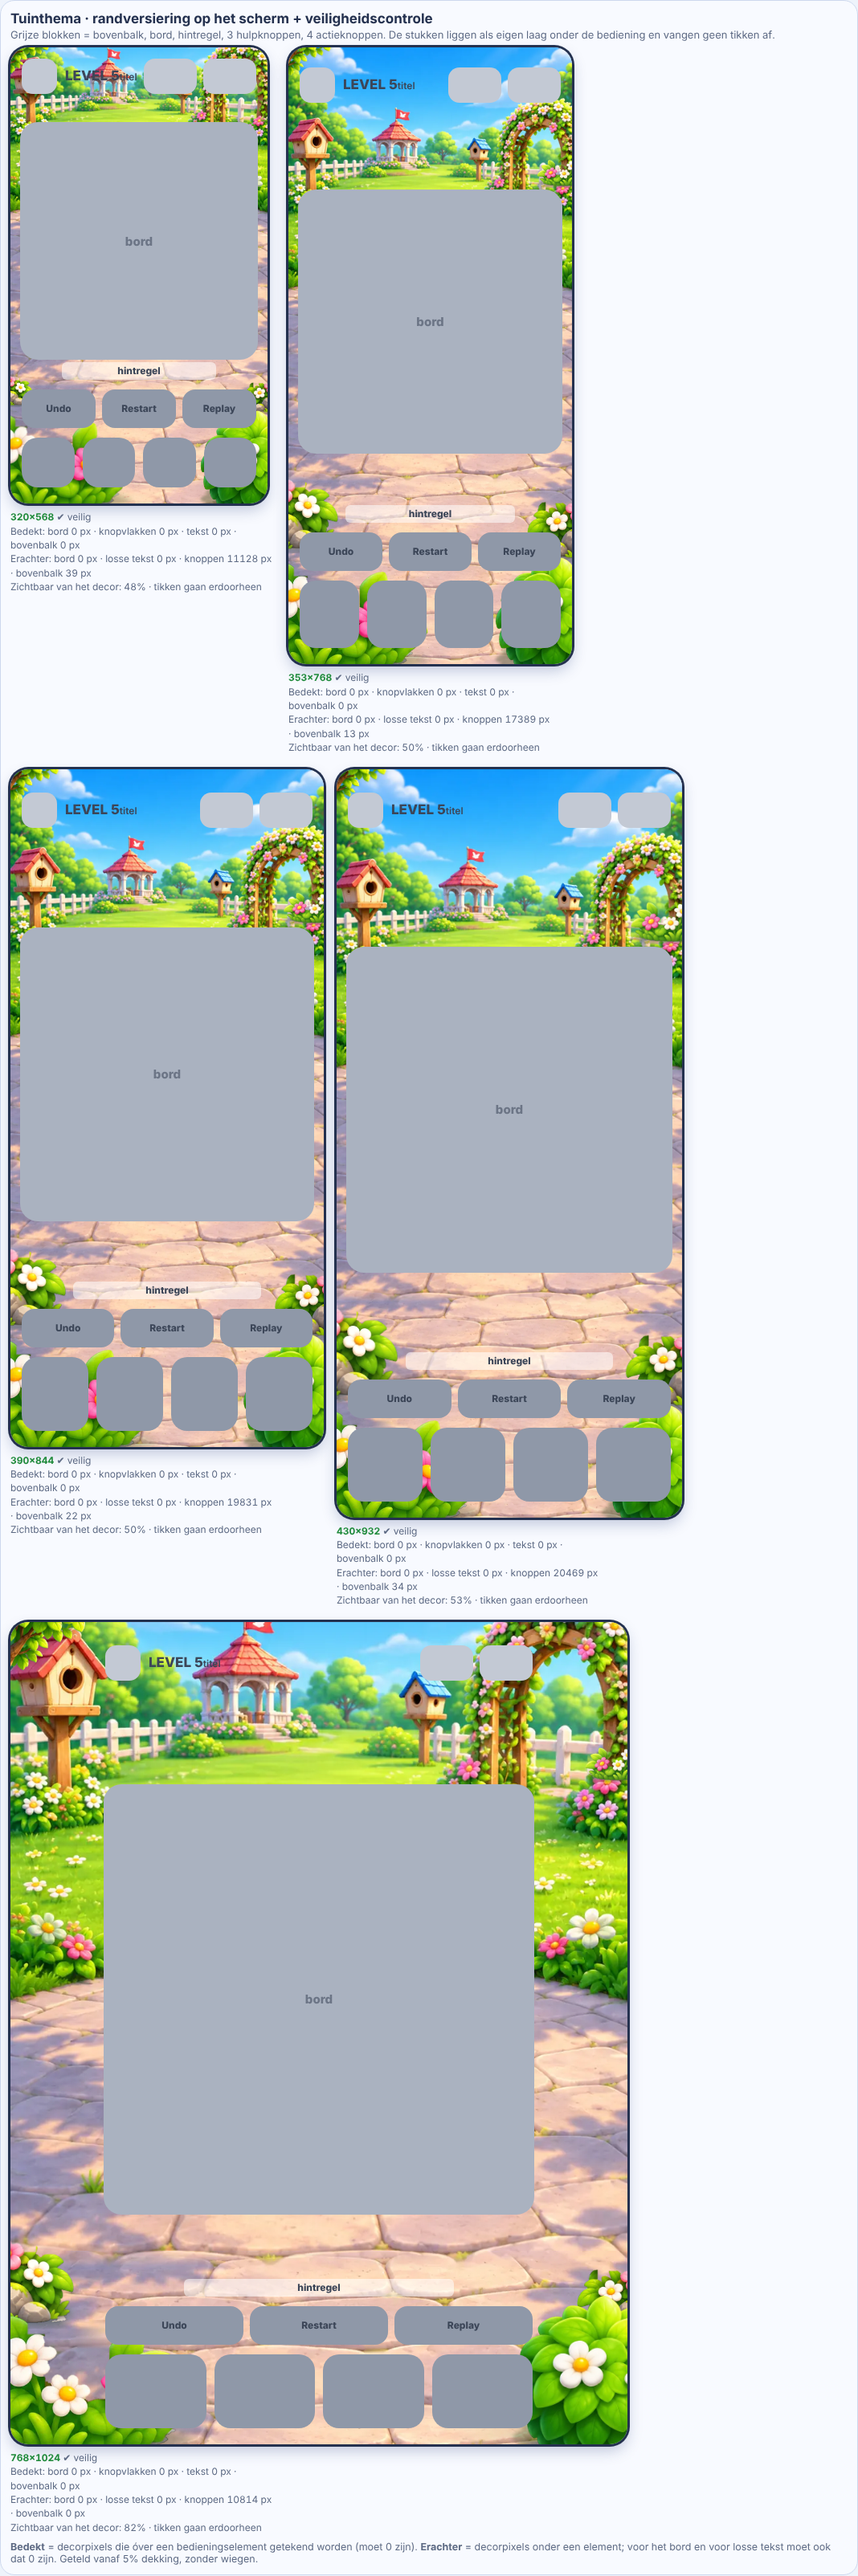 Tuinthema · randversiering op het scherm + veiligheidscontrole
Grijze blokken = bovenbalk, bord, hintregel, 3 hulpknoppen, 4 actieknoppen. De stukken liggen als eigen laag onder de bediening en vangen geen tikken af.
LEVEL 5 titel
bord
hintregel
Undo Restart Replay
320×568 ✔ veilig
Bedekt: bord 0 px · knopvlakken 0 px · tekst 0 px ·
bovenbalk 0 px
Erachter: bord 0 px · losse tekst 0 px · knoppen 11128 px
· bovenbalk 39 px
Zichtbaar van het decor: 48% · tikken gaan erdoorheen
LEVEL 5 titel
bord
hintregel
Undo Restart Replay
353×768 ✔ veilig
Bedekt: bord 0 px · knopvlakken 0 px · tekst 0 px ·
bovenbalk 0 px
Erachter: bord 0 px · losse tekst 0 px · knoppen 17389 px
· bovenbalk 13 px
Zichtbaar van het decor: 50% · tikken gaan erdoorheen
LEVEL 5 titel
bord
hintregel
Undo Restart Replay
390×844 ✔ veilig
Bedekt: bord 0 px · knopvlakken 0 px · tekst 0 px ·
bovenbalk 0 px
Erachter: bord 0 px · losse tekst 0 px · knoppen 19831 px
· bovenbalk 22 px
Zichtbaar van het decor: 50% · tikken gaan erdoorheen
LEVEL 5 titel
bord
hintregel
Undo Restart Replay
430×932 ✔ veilig
Bedekt: bord 0 px · knopvlakken 0 px · tekst 0 px ·
bovenbalk 0 px
Erachter: bord 0 px · losse tekst 0 px · knoppen 20469 px
· bovenbalk 34 px
Zichtbaar van het decor: 53% · tikken gaan erdoorheen
LEVEL 5 titel
bord
hintregel
Undo Restart Replay
768×1024 ✔ veilig
Bedekt: bord 0 px · knopvlakken 0 px · tekst 0 px ·
bovenbalk 0 px
Erachter: bord 0 px · losse tekst 0 px · knoppen 10814 px
· bovenbalk 0 px
Zichtbaar van het decor: 82% · tikken gaan erdoorheen
Bedekt = decorpixels die óver een bedieningselement getekend worden (moet 0 zijn). Erachter = decorpixels onder een element; voor het bord en voor losse tekst moet ook
dat 0 zijn. Geteld vanaf 5% dekking, zonder wiegen.